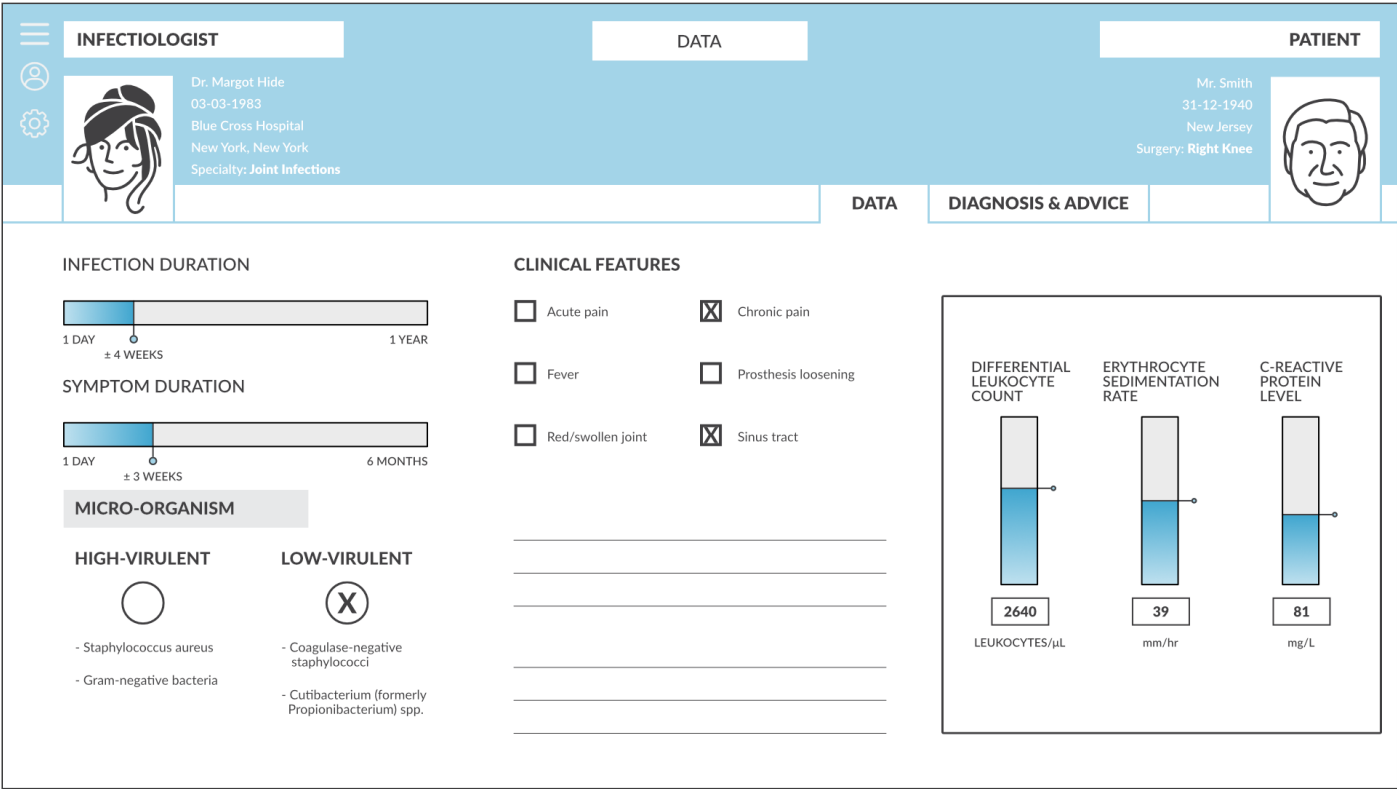 INFECTIOLOGIST
DATA
PATIENT
Dr. Margot Hide
03-03-1983
Blue Cross Hospital
New York, New York
Specialty: Joint Infections
Mr. Smith
31-12-1940
New Jersey
Surgery: Right Knee
DATA
DIAGNOSIS & ADVICE
INFECTION DURATION
1 DAY
1 YEAR
± 4 WEEKS
SYMPTOM DURATION
1 DAY
6 MONTHS
± 3 WEEKS
MICRO-ORGANISM
HIGH-VIRULENT
LOW-VIRULENT
X
- Staphylococcus aureus
- Gram-negative bacteria
- Coagulase-negative
staphylococci
- Cutibacterium (formerly
Propionibacterium) spp.
CLINICAL FEATURES
Acute pain
X Chronic pain
Fever
Prosthesis loosening
Red/swollen joint
X Sinus tract
DIFFERENTIAL
LEUKOCYTE
COUNT
2640
LEUKOCYTES/µL
ERYTHROCYTE
SEDIMENTATION
RATE
39
mm/hr
C-REACTIVE
PROTEIN
LEVEL
81
mg/L